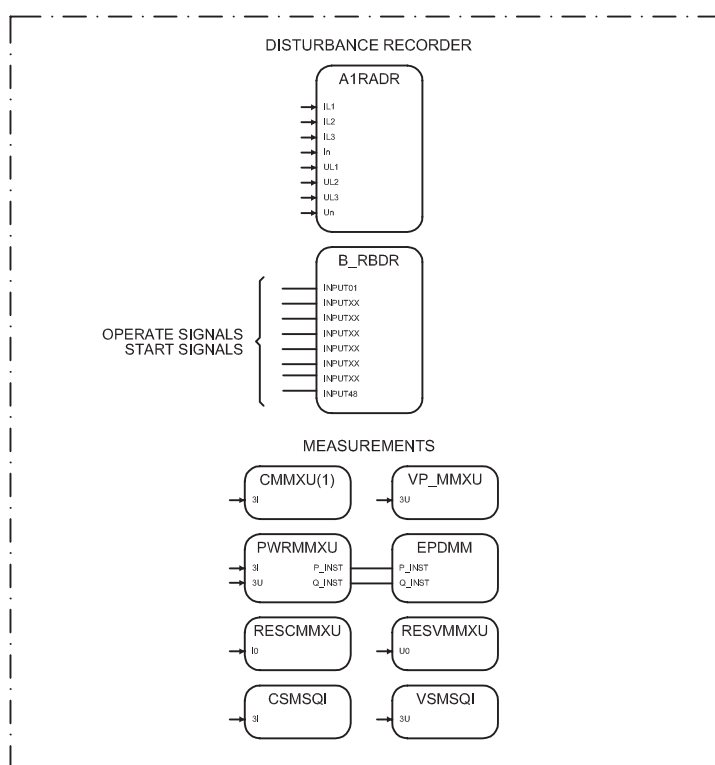 DISTURBANCE RECORDER
A1RADR
IL1
IL2
IL3
In
UL1
UL2
UL3
Un
B_RBDR
OPERATE SIGNALS
START SIGNALS
INPUT01
INPUTXX
INPUTXX
INPUTXX
INPUTXX
INPUTXX
INPUTXX
INPUT48
MEASUREMENTS
CMMXU(1)
3I
VP_MMXU
3U
PWRMMXU
3I P_INST
3U Q_INST
EPDMM
P_INST
Q_INST
RESCMMXU
I0
RESVMMXU
U0
CSMSQI
3I
VSMSQI
3U